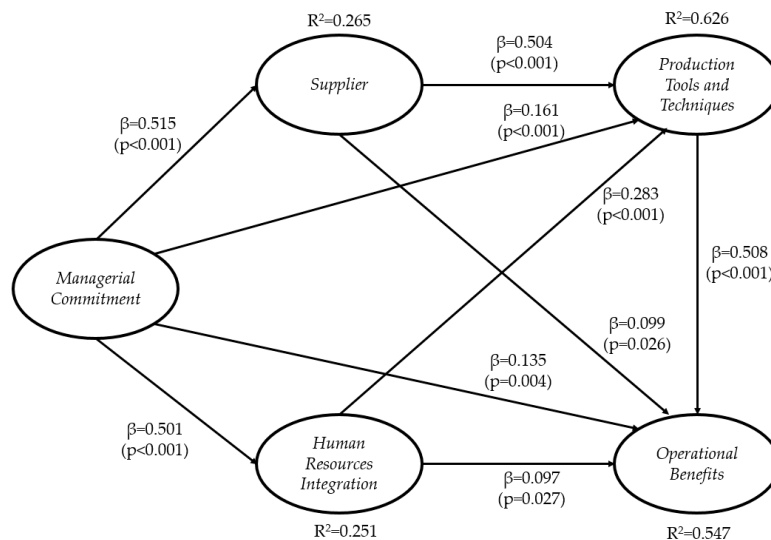 R²=0.265
R²=0.626
Supplier
β=0.504
(p<0.001)
Production
Tools and
Techniques
β=0.515
(p<0.001)
β=0.161
(p<0.001)
β=0.283
(p<0.001)
β=0.508
(p<0.001)
Managerial
Commitment
β=0.099
(p=0.026)
β=0.135
(p=0.004)
β=0.501
(p<0.001)
Human
Resources
Integration
β=0.097
(p=0.027)
Operational
Benefits
R²=0.251
R²=0.547